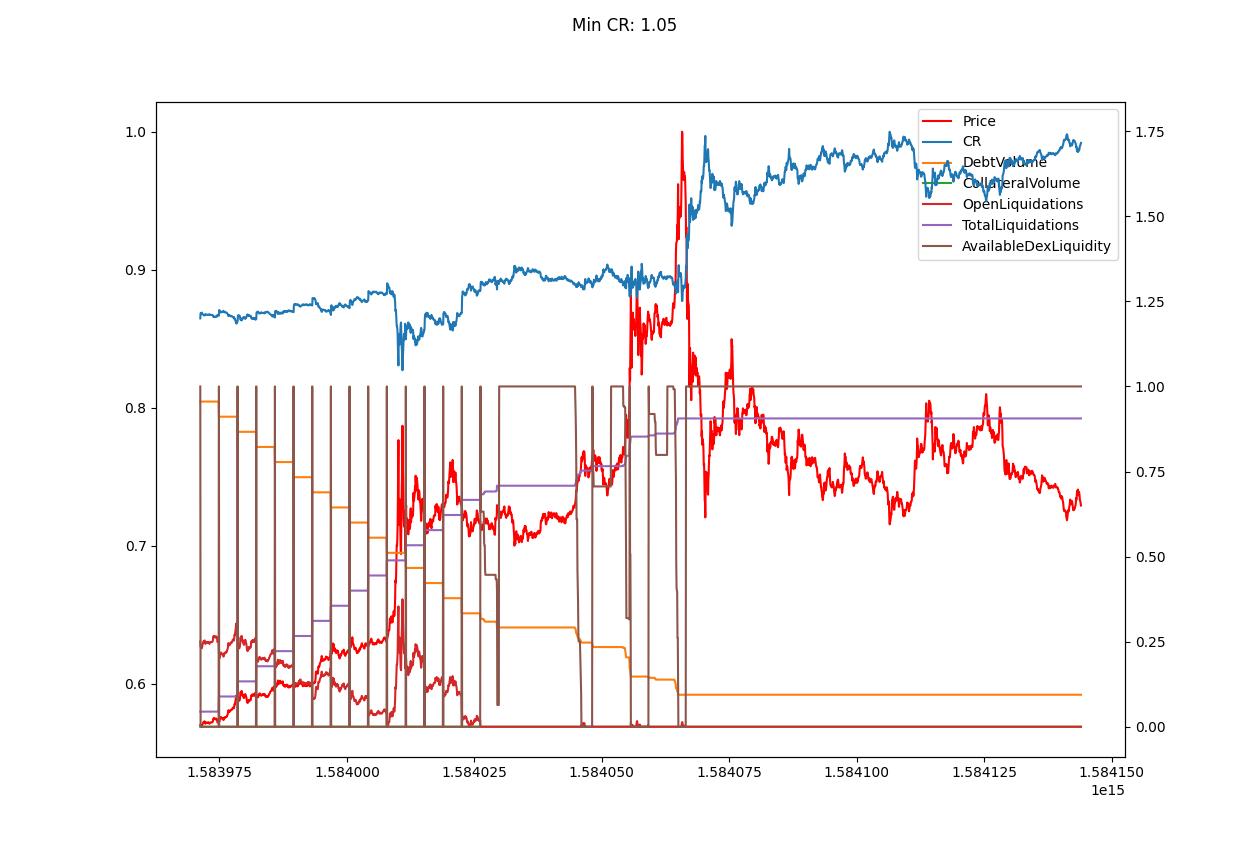 Min CR: 1.05
1.0
0.9
0.8
0.7
0.6
1.75
1.50
1.25
1.00
0.75
0.50
0.25
0.00
Price
CR
DebtVolume
CollateralVolume
OpenLiquidations
TotalLiquidations
AvailableDexLiquidity
1.583975 1.584000 1.584025 1.584050 1.584075 1.584100 1.584125 1.584150
1e15